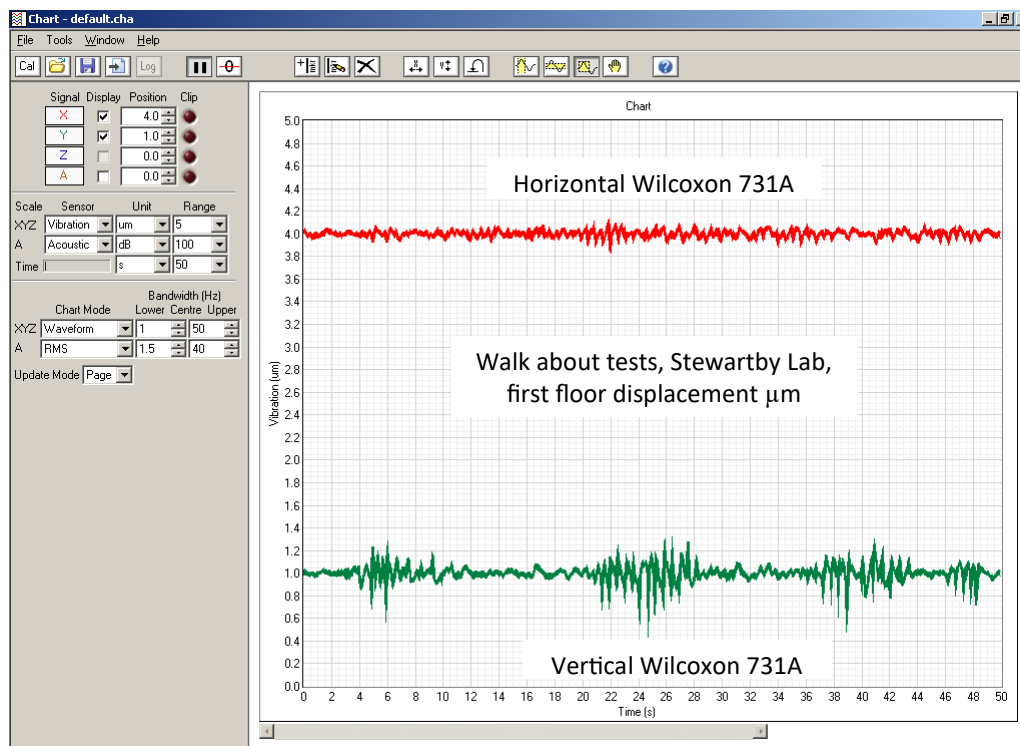 Chart - default.cha
File Tools Window Help
Cal Log
Signal Display Position Clip
X 4.0
Y 1.0
Z 0.0
A 0.0
Scale Sensor Unit Range
XYZ Vibration um 5
A Acoustic dB 100
Time s 50
Bandwidth (Hz)
Chart Mode Lower Centre Upper
XYZ Waveform 1 50
A RMS 1.5 40
Update Mode Page
Chart
Vibration (um)
5.0
4.8
4.6
4.4
4.2
4.0
3.8
3.6
3.4
3.2
3.0
2.8
2.6
2.4
2.2
2.0
1.8
1.6
1.4
1.2
1.0
0.8
0.6
0.4
0.2
0.0
Horizontal Wilcoxon 731A
Walk about tests, Stewartby Lab,
first floor displacement μm
Vertical Wilcoxon 731A
0 2 4 6 8 10 12 14 16 18 20 22 24 26 28 30 32 34 36 38 40 42 44 46 48 50
Time (s)